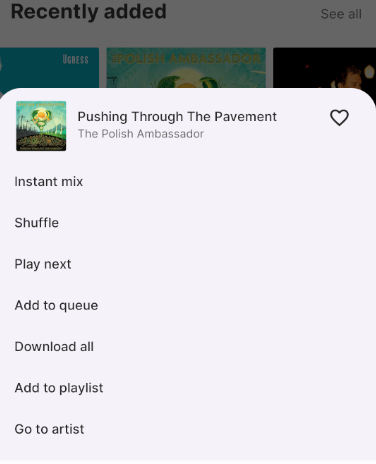 Recently added
See all
Ugress
THE POLISH AMBASSADOR
Pushing Through The Pavement
The Polish Ambassador
Instant mix
Shuffle
Play next
Add to queue
Download all
Add to playlist
Go to artist